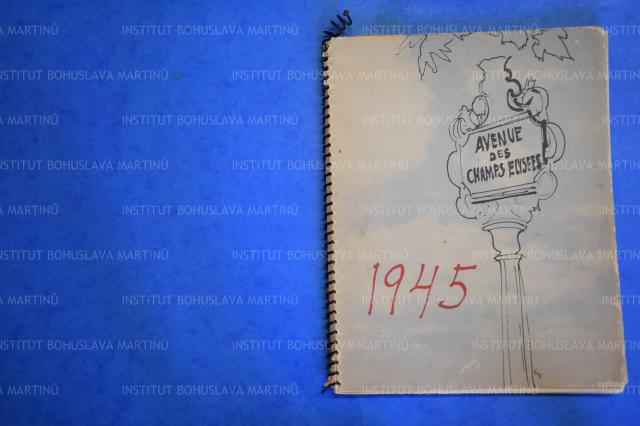 INSTITUT BOHUSLAVA MARTINŮ
AVENUE
DES
CHAMPS ELYSEES
1945